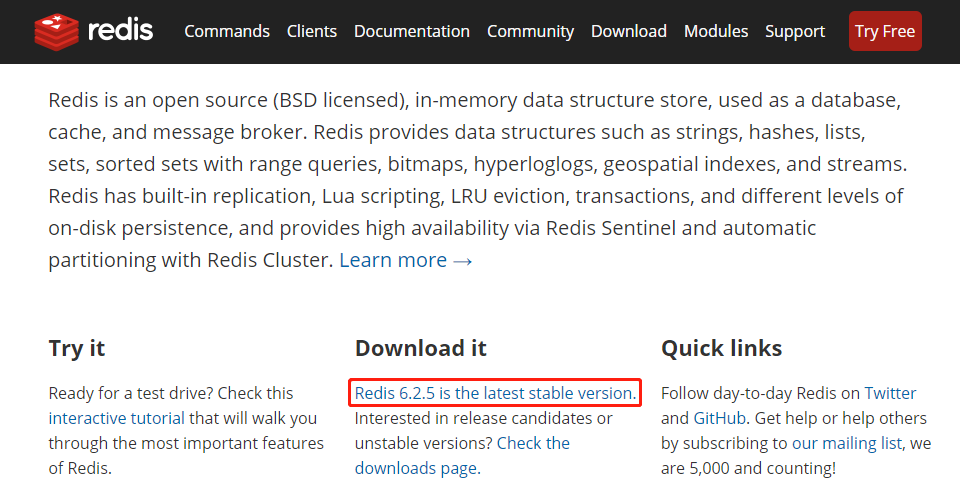 redis Commands Clients Documentation Community Download Modules Support Try Free
Redis is an open source (BSD licensed), in-memory data structure store, used as a database,
cache, and message broker. Redis provides data structures such as strings, hashes, lists,
sets, sorted sets with range queries, bitmaps, hyperloglogs, geospatial indexes, and streams.
Redis has built-in replication, Lua scripting, LRU eviction, transactions, and different levels of
on-disk persistence, and provides high availability via Redis Sentinel and automatic
partitioning with Redis Cluster. Learn more →
Try it
Ready for a test drive? Check this
interactive tutorial that will walk you
through the most important features
of Redis.
Download it
Redis 6.2.5 is the latest stable version.
Interested in release candidates or
unstable versions? Check the
downloads page.
Quick links
Follow day-to-day Redis on Twitter
and GitHub. Get help or help others
by subscribing to our mailing list, we
are 5,000 and counting!